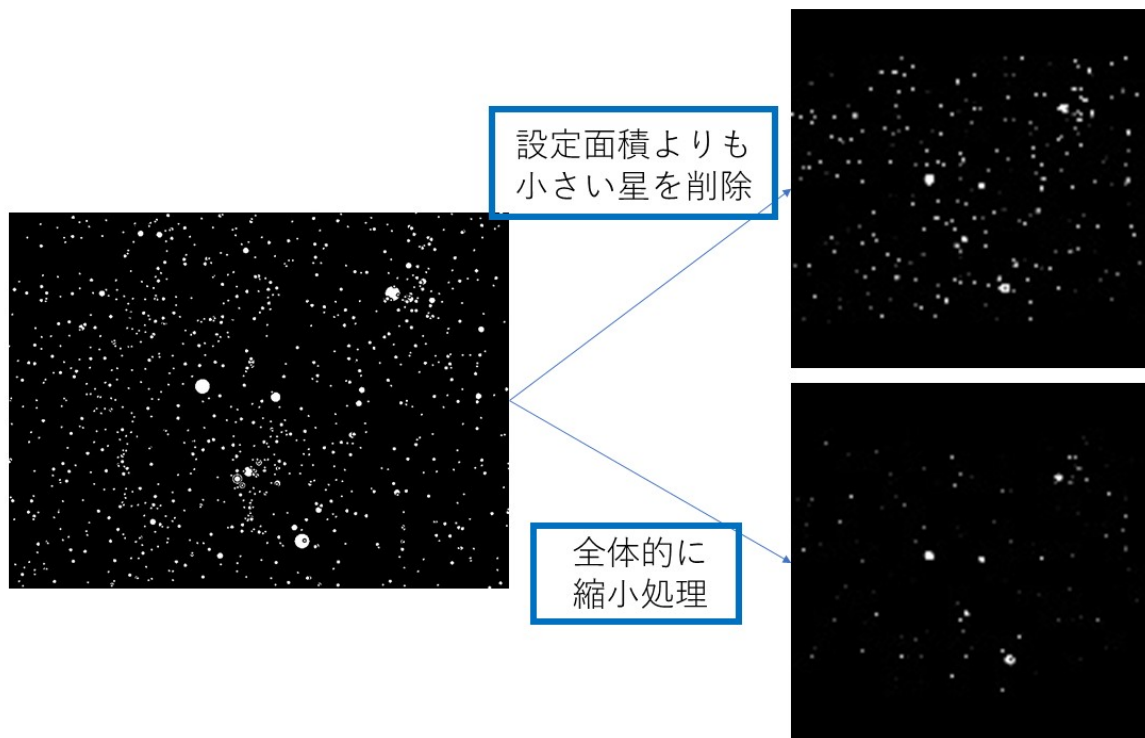 設定面積よりも
小さい星を削除
全体的に
縮小処理